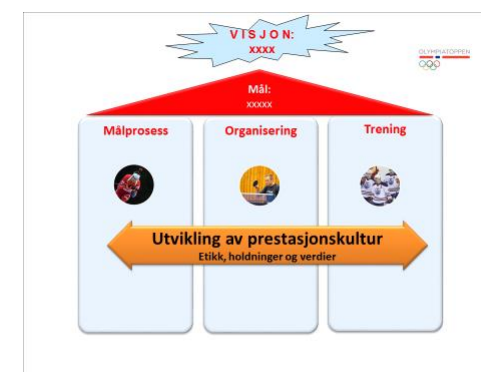 VISJON:
xxxx
OLYMPIATOPPEN
Mål:
xxxxx
Målprosess
Organisering
Trening
Utvikling av prestasjonskultur
Etikk, holdninger og verdier